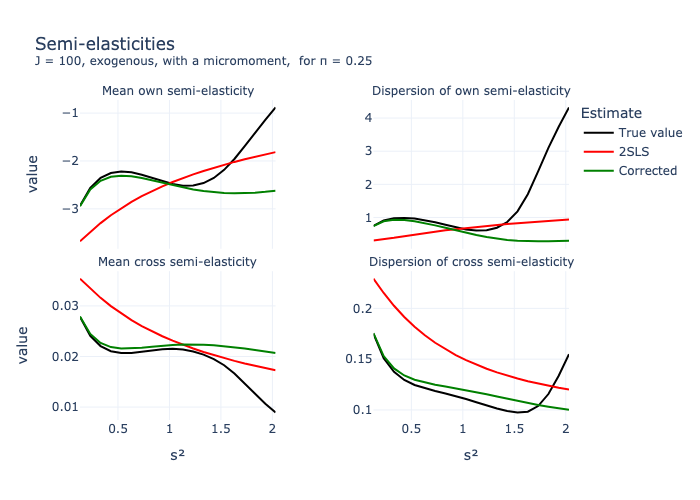 Semi-elasticities
J = 100, exogenous, with a micromoment, for π = 0.25
Mean own semi-elasticity
Dispersion of own semi-elasticity
Estimate
True value
2SLS
Corrected
value
−1
−2
−3
4
3
2
1
Mean cross semi-elasticity
Dispersion of cross semi-elasticity
value
0.03
0.02
0.01
0.2
0.15
0.1
0.5
1
1.5
2
0.5
1
1.5
2
s²
s²